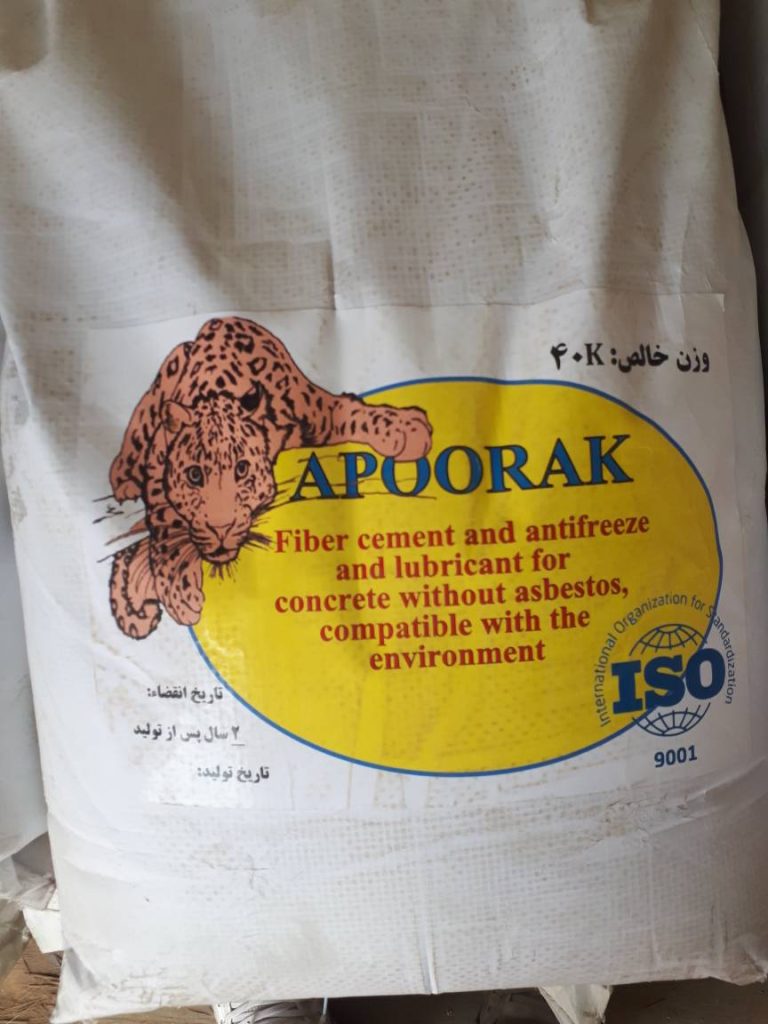 وزن خالص: ۴۰K
APOORAK
Fiber cement and antifreeze
and lubricant for
concrete without asbestos,
compatible with the
environment
International Organization for Standardization
ISO
9001
تاریخ انقضاء:
۲ سال پس از تولید
تاریخ تولید: